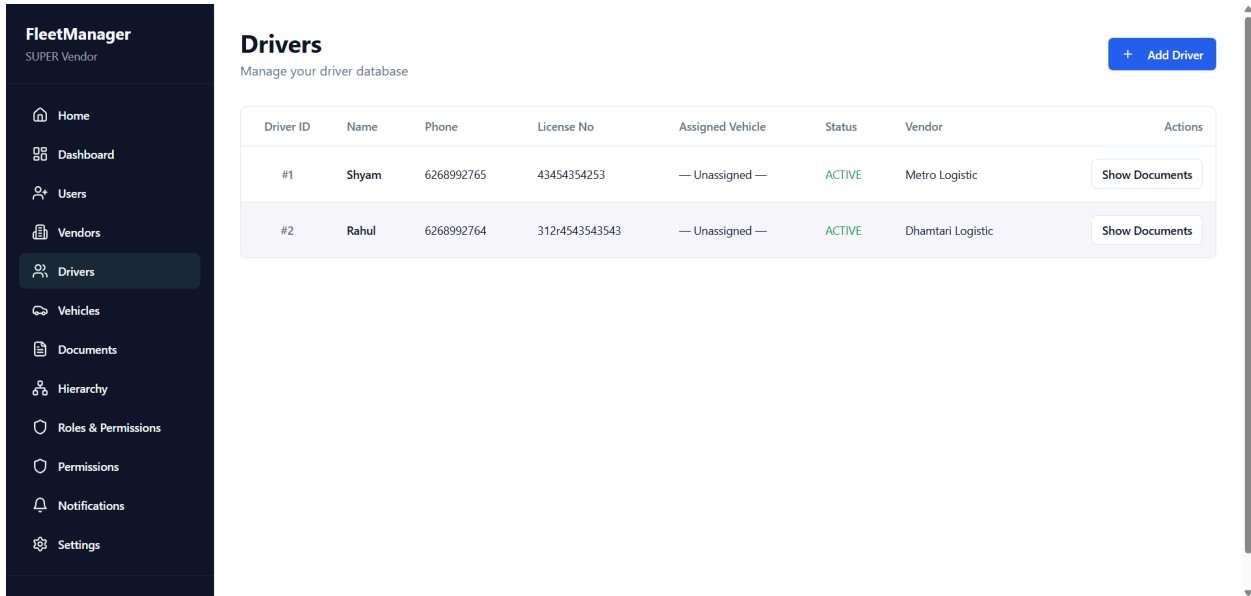 FleetManager
SUPER Vendor
Home
Dashboard
Users
Vendors
Drivers
Vehicles
Documents
Hierarchy
Roles & Permissions
Permissions
Notifications
Settings
Drivers
Manage your driver database
+ Add Driver
Driver ID Name Phone License No Assigned Vehicle Status Vendor Actions
#1 Shyam 6268992765 43454354253 — Unassigned — ACTIVE Metro Logistic Show Documents
#2 Rahul 6268992764 312r4543543543 — Unassigned — ACTIVE Dhamtari Logistic Show Documents